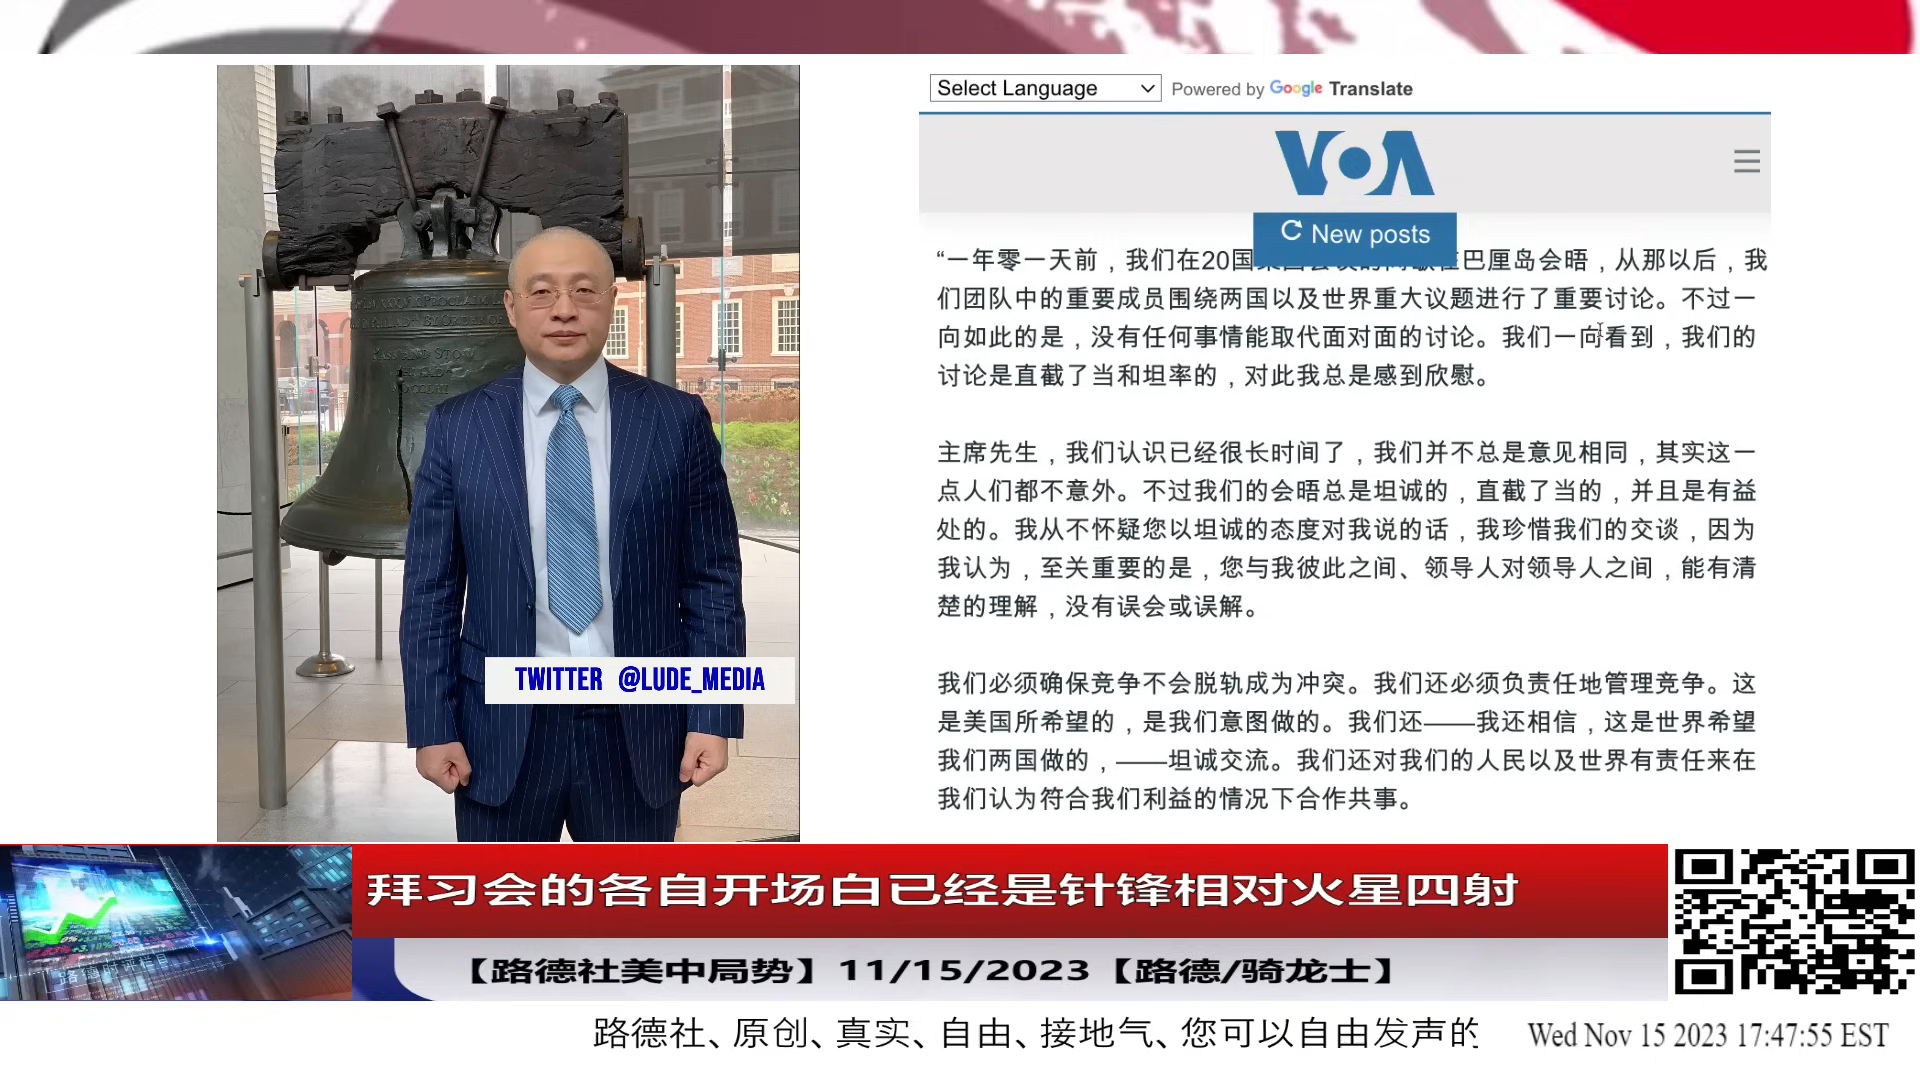 Select Language
Powered by Google Translate
VOA
New posts
“一年零一天前，我们在20国
巴厘岛会晤，从那以后，我
们团队中的重要成员围绕两国以及世界重大议题进行了重要讨论。不过一
向如此的是，没有任何事情能取代面对面的讨论。我们一向看到，我们的
讨论是直截了当和坦率的，对此我总是感到欣慰。
主席先生，我们认识已经很长时间了，我们并不总是意见相同，其实这一
点人们都不意外。不过我们的会晤总是坦诚的，直截了当的，并且是有益
处的。我从不怀疑您以坦诚的态度对我说的话，我珍惜我们的交谈，因为
我认为，至关重要的是，您与我彼此之间、领导人对领导人之间，能有清
楚的理解，没有误会或误解。
我们必须确保竞争不会脱轨成为冲突。我们还必须负责任地管理竞争。这
是美国所希望的，是我们意图做的。我们还——我还相信，这是世界希望
我们两国做的，——坦诚交流。我们还对我们的人民以及世界有责任来在
我们认为符合我们利益的情况下合作共事。
PASS AND STOW
TWITTER @LUDE_MEDIA
拜习会的各自开场白已经是针锋相对火星四射
【路德社美中局势】11/15/2023【路德/骑龙士】
路德社、原创、真实、自由、接地气、您可以自由发声的
Wed Nov 15 2023 17:47:55 EST